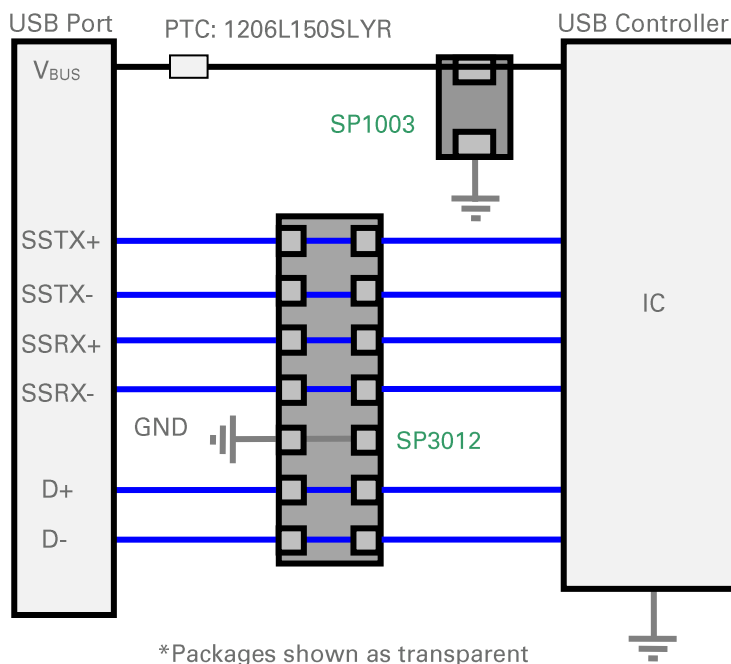 USB Port
PTC: 1206L150SLYR
USB Controller
VBUS
SP1003
SSTX+
SSTX-
IC
SSRX+
SSRX-
GND
SP3012
D+
D-
*Packages shown as transparent